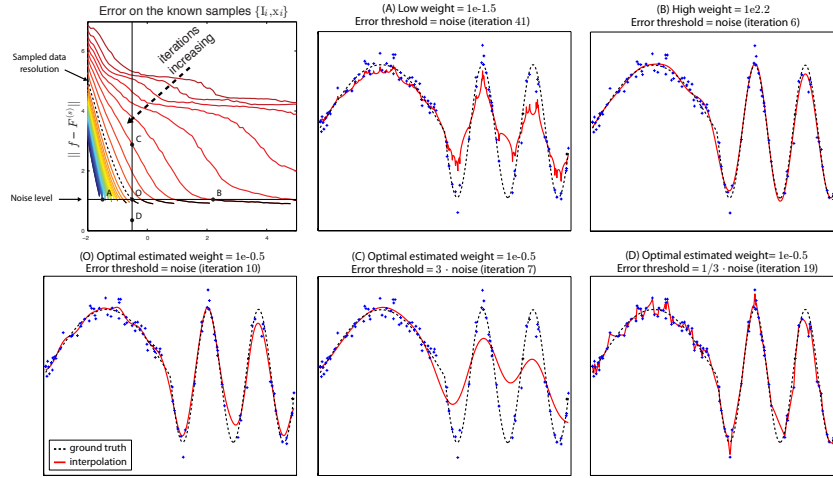 Error on the known samples {I_i,x_i}
Sampled data
resolution
iterations
increasing
|| f − F^(s) ||
6
4
2
0
Noise level
A
O
B
C
D
-2
0
2
4
(A) Low weight = 1e-1.5
Error threshold = noise (iteration 41)
(B) High weight = 1e2.2
Error threshold = noise (iteration 6)
(O) Optimal estimated weight = 1e-0.5
Error threshold = noise (iteration 10)
ground truth
interpolation
(C) Optimal estimated weight = 1e-0.5
Error threshold = 3 · noise (iteration 7)
(D) Optimal estimated weight = 1e-0.5
Error threshold = 1/3 · noise (iteration 19)